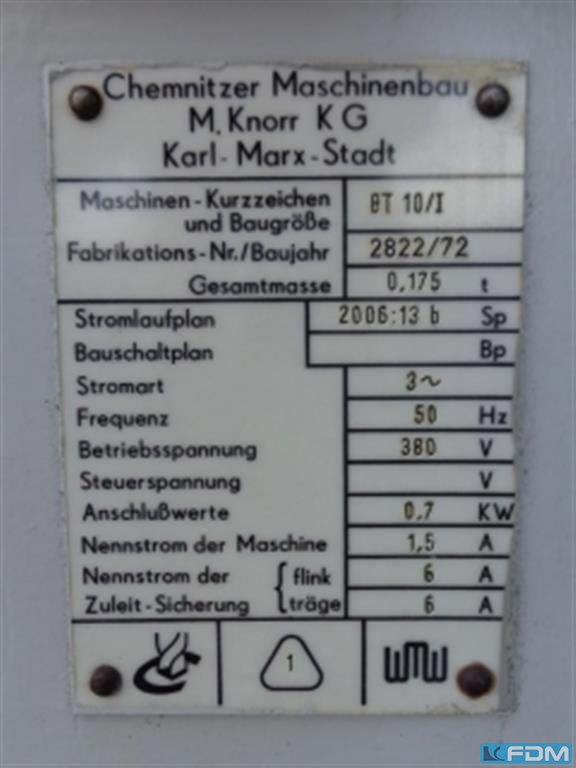 Chemnitzer Maschinenbau
M. Knorr KG
Karl-Marx-Stadt
Maschinen-Kurzzeichen und Baugröße BT 10/I
Fabrikations-Nr./Baujahr 2822/72
Gesamtmasse 0,175 t
Stromlaufplan 2006:13 b Sp
Bauschaltplan Bp
Stromart 3~
Frequenz 50 Hz
Betriebsspannung 380 V
Steuerspannung V
Anschlußwerte 0,7 KW
Nennstrom der Maschine 1,5 A
Nennstrom der { flink 6 A
Zuleit-Sicherung { träge 6 A
1
WMW
KFDM